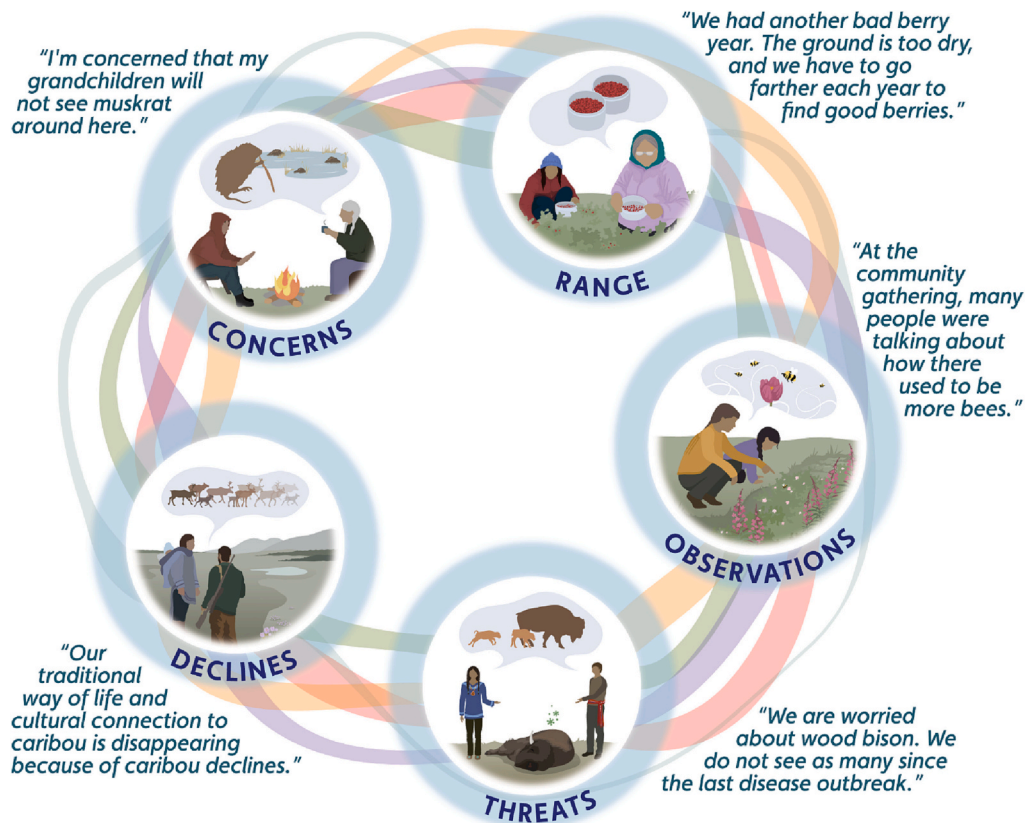 “I'm concerned that my
grandchildren will
not see muskrat
around here.”
CONCERNS
“We had another bad berry
year. The ground is too dry,
and we have to go
farther each year to
find good berries.”
RANGE
“At the
community
gathering, many
people were
talking about
how there
used to be
more bees.”
OBSERVATIONS
“We are worried
about wood bison. We
do not see as many since
the last disease outbreak.”
THREATS
“Our
traditional
way of life and
cultural connection to
caribou is disappearing
because of caribou declines.”
DECLINES